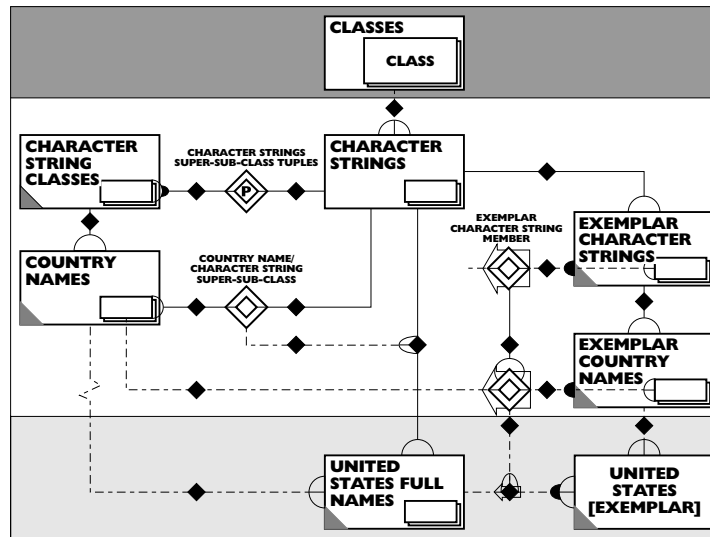 CLASSES
CLASS
CHARACTER
STRING
CLASSES
CHARACTER STRINGS
SUPER-SUB-CLASS TUPLES
P
CHARACTER
STRINGS
EXEMPLAR
CHARACTER STRING
MEMBER
EXEMPLAR
CHARACTER
STRINGS
COUNTRY
NAMES
COUNTRY NAME/
CHARACTER STRING
SUPER-SUB-CLASS
EXEMPLAR
COUNTRY
NAMES
UNITED
STATES FULL
NAMES
UNITED
STATES
[EXEMPLAR]